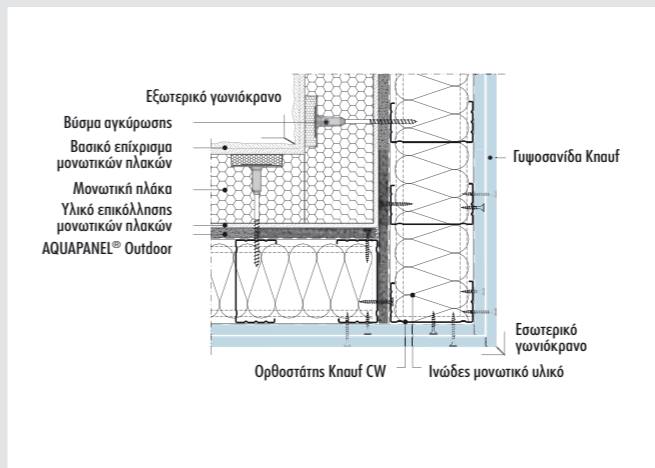 Εξωτερικό γωνιόκρανο
Βύσμα αγκύρωσης
Βασικό επίχρισμα
μονωτικών πλακών
Μονωτική πλάκα
Υλικό επικόλλησης
μονωτικών πλακών
AQUAPANEL® Outdoor
Γυψοσανίδα Knauf
Εσωτερικό
γωνιόκρανο
Ορθοστάτης Knauf CW
Ινώδες μονωτικό υλικό